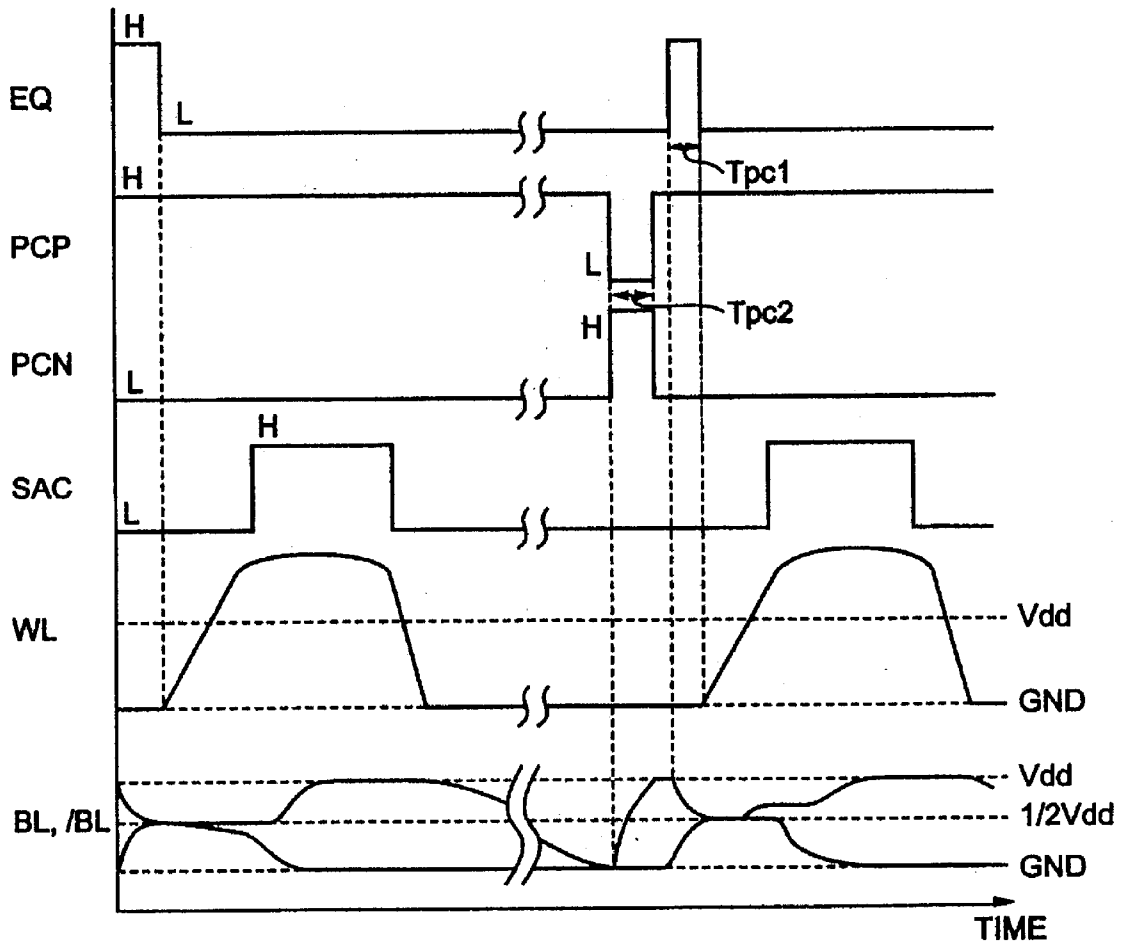 H
EQ
L
Tpc1
H
PCP
L
Tpc2
H
PCN
L
H
SAC
L
WL
Vdd
GND
Vdd
BL, /BL
1/2Vdd
GND
TIME